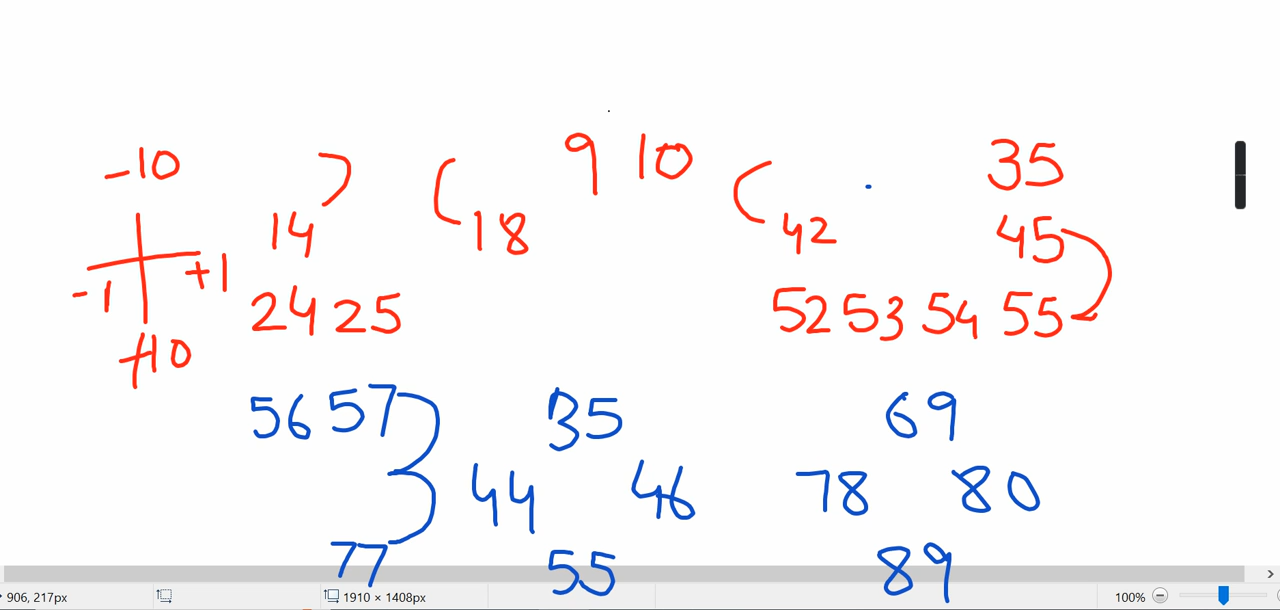 9 10 35
-10
14 18 42 45
-1 +1
24 25 52 53 54 55
+10
56 57 35 69
44 46 78 80
77 55 89
906, 217px 1910 × 1408px 100%